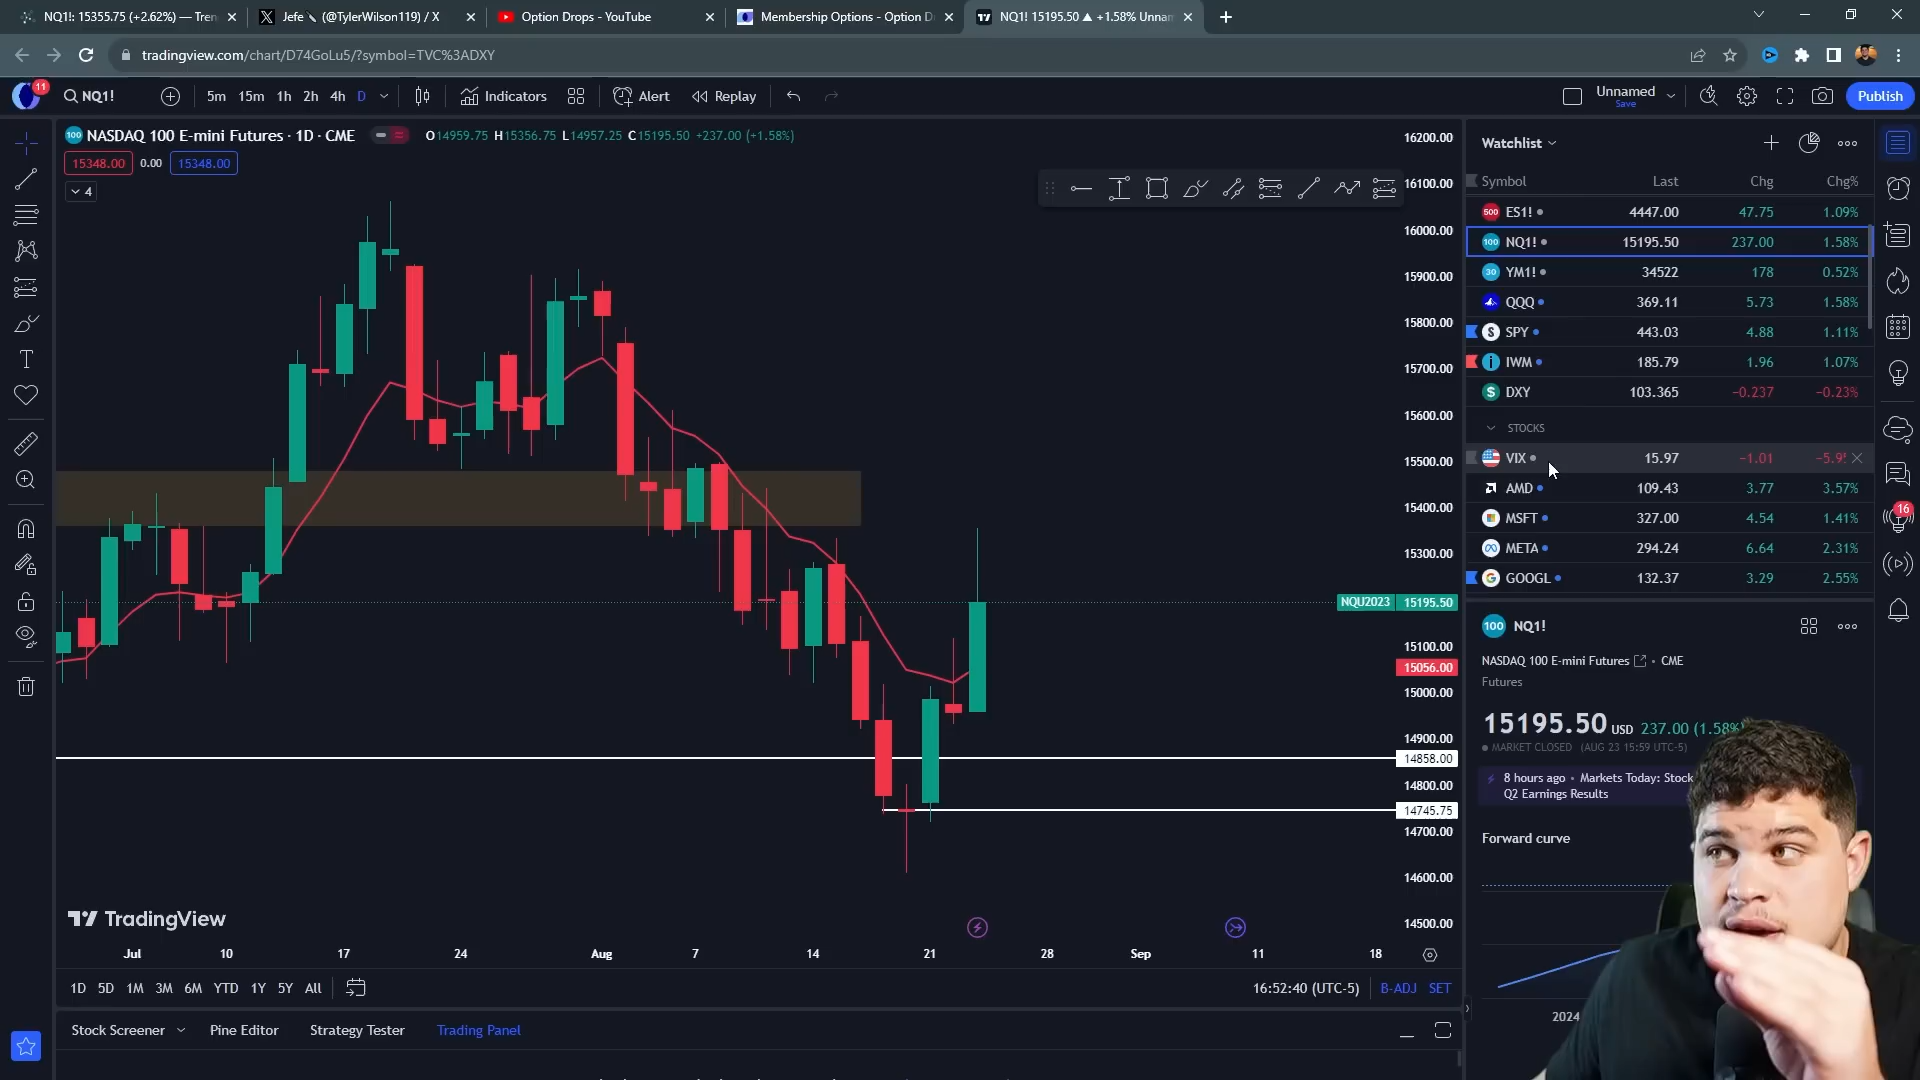 NQ1!: 15355.75 (+2.62%) — Tren
Jefe (@TylerWilson119) / X
Option Drops - YouTube
Membership Options - Option D
NQ1! 15195.50 ▲ +1.58% Unnam
tradingview.com/chart/D74GoLu5/?symbol=TVC%3ADXY
11
NQ1!
5m 15m 1h 2h 4h D
Indicators
Alert
Replay
Unnamed
Save
Publish
NASDAQ 100 E-mini Futures · 1D · CME
O14959.75 H15356.75 L14957.25 C15195.50 +237.00 (+1.58%)
15348.00 0.00 15348.00
4
16200.00
16100.00
16000.00
15900.00
15800.00
15700.00
15600.00
15500.00
15400.00
15300.00
NQU2023 15195.50
15100.00
15056.00
15000.00
14900.00
14858.00
14800.00
14745.75
14700.00
14600.00
14500.00
TradingView
Jul 10 17 24 Aug 7 14 21 28 Sep 11 18
1D 5D 1M 3M 6M YTD 1Y 5Y All
16:52:40 (UTC-5) B-ADJ SET
Stock Screener Pine Editor Strategy Tester Trading Panel
Watchlist
Symbol Last Chg Chg%
500 ES1! 4447.00 47.75 1.09%
100 NQ1! 15195.50 237.00 1.58%
30 YM1! 34522 178 0.52%
QQQ 369.11 5.73 1.58%
SPY 443.03 4.88 1.11%
IWM 185.79 1.96 1.07%
DXY 103.365 −0.237 −0.23%
STOCKS
VIX 15.97 −1.01 −5.9
AMD 109.43 3.77 3.57%
MSFT 327.00 4.54 1.41%
META 294.24 6.64 2.31%
GOOGL 132.37 3.29 2.55%
100 NQ1!
NASDAQ 100 E-mini Futures • CME
Futures
15195.50 USD 237.00 (1.58%)
MARKET CLOSED (AUG 23 15:59 UTC-5)
8 hours ago • Markets Today: Stock
Q2 Earnings Results
Forward curve
2024
16